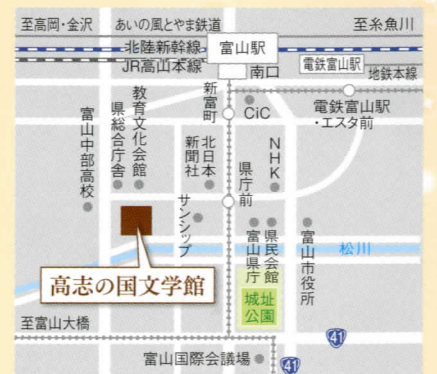 至高岡・金沢
あいの風とやま鉄道
至糸魚川
北陸新幹線
富山駅
電鉄富山駅
JR高山本線
南口
地鉄本線
新富町
CiC
電鉄富山駅
・エスタ前
教育文化会館
県総合庁舎
富山中部高校
北日本
新聞社
NHK
県庁前
サンシップ
県民会館
富山県庁
富山市役所
松川
高志の国文学館
城址
公園
至富山大橋
41
富山国際会議場
41